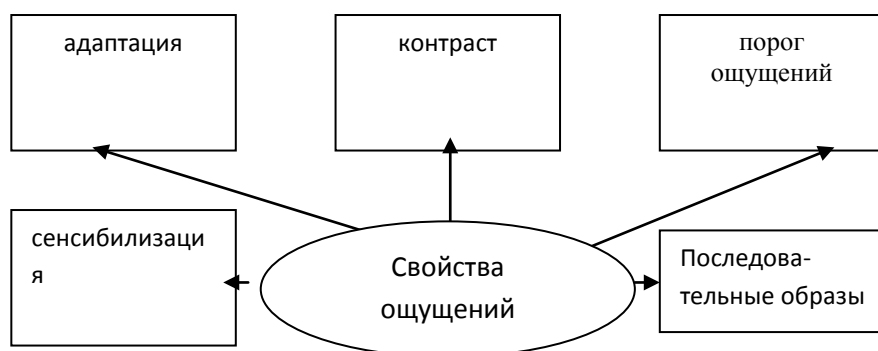 адаптация
контраст
порог
ощущений
сенсибилизаци
я
Свойства
ощущений
Последова-
тельные образы